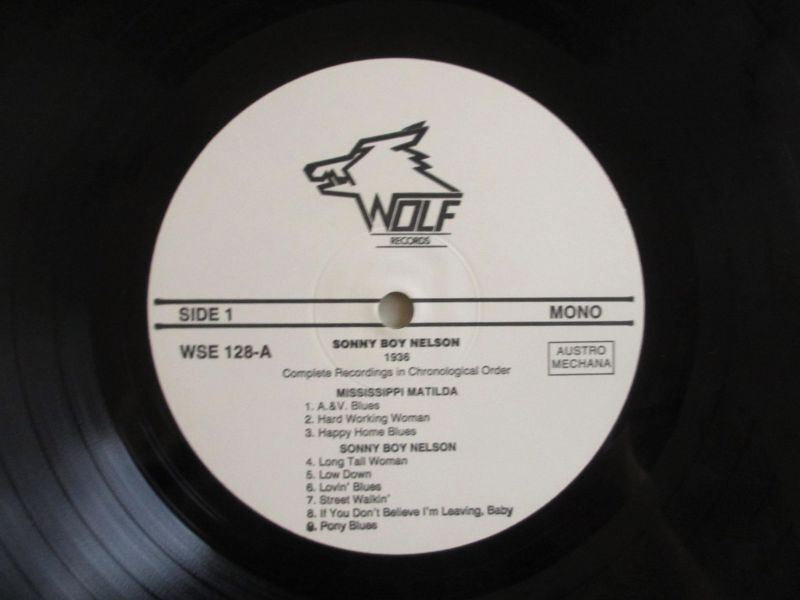 WOLF
RECORDS
SIDE 1
MONO
WSE 128-A
SONNY BOY NELSON
1936
Complete Recordings in Chronological Order
AUSTRO
MECHANA
MISSISSIPPI MATILDA
1. A.&V. Blues
2. Hard Working Woman
3. Happy Home Blues
SONNY BOY NELSON
4. Long Tall Woman
5. Low Down
6. Lovin' Blues
7. Street Walkin'
8. If You Don't Believe I'm Leaving, Baby
9. Pony Blues